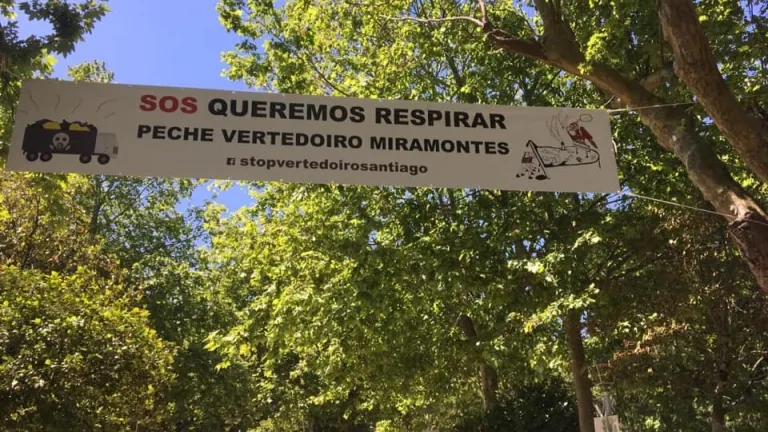 SOS QUEREMOS RESPIRAR
PECHE VERTEDOIRO MIRAMONTES
stopvertedoirosantiago